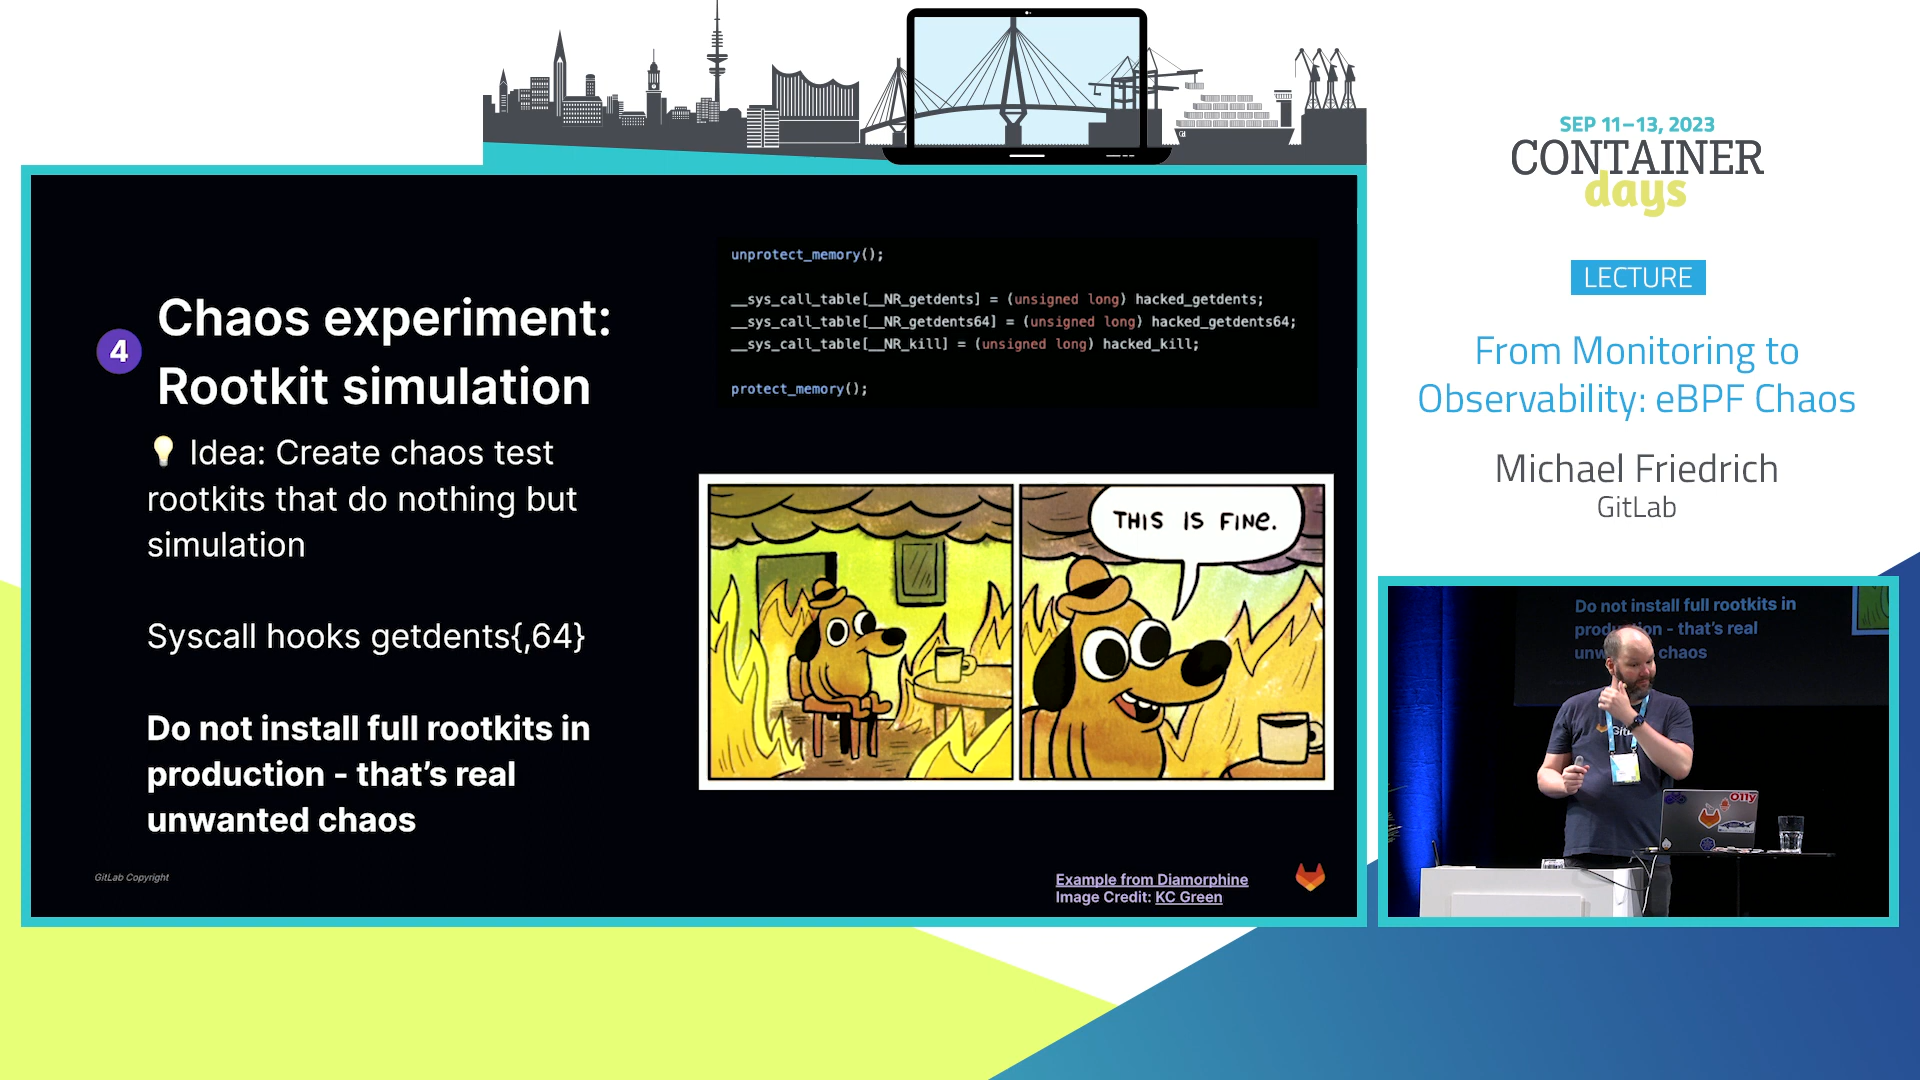 SEP 11–13, 2023
CONTAINER
days
LECTURE
From Monitoring to
Observability: eBPF Chaos
Michael Friedrich
GitLab
4
Chaos experiment:
Rootkit simulation
💡 Idea: Create chaos test
rootkits that do nothing but
simulation
Syscall hooks getdents{,64}
Do not install full rootkits in
production - that’s real
unwanted chaos
GitLab Copyright
unprotect_memory();
__sys_call_table[__NR_getdents] = (unsigned long) hacked_getdents;
__sys_call_table[__NR_getdents64] = (unsigned long) hacked_getdents64;
__sys_call_table[__NR_kill] = (unsigned long) hacked_kill;
protect_memory();
THIS IS FINE.
Example from Diamorphine
Image Credit: KC Green
Do not install full rootkits in
production - that's real
chaos
O11y